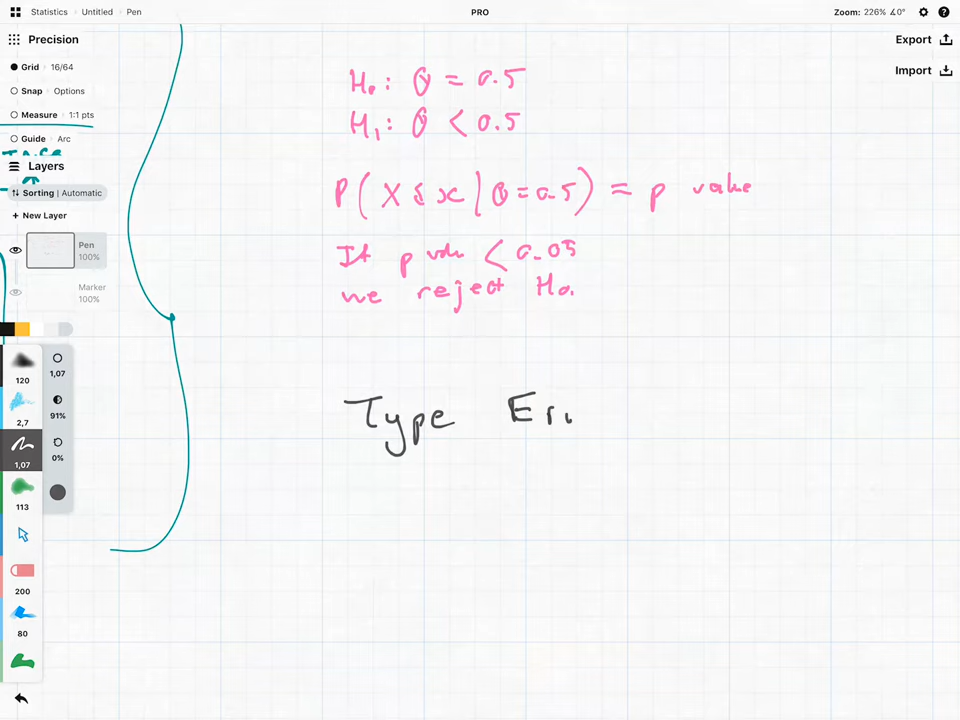 Statistics › Untitled › Pen
PRO
Zoom: 226% ∡0°
Precision
Export
Grid 16/64
Import
Snap Options
Measure 1:1 pts
Guide Arc
Layers
Sorting | Automatic
+ New Layer
Pen
100%
Marker
100%
120
1,07
2,7
91%
1,07
0%
113
200
80
H₀: θ = 0.5
H₁: θ < 0.5
P(X ≤ x | θ = 0.5) = p value
If p value < 0.05
we reject H₀.
Type Err